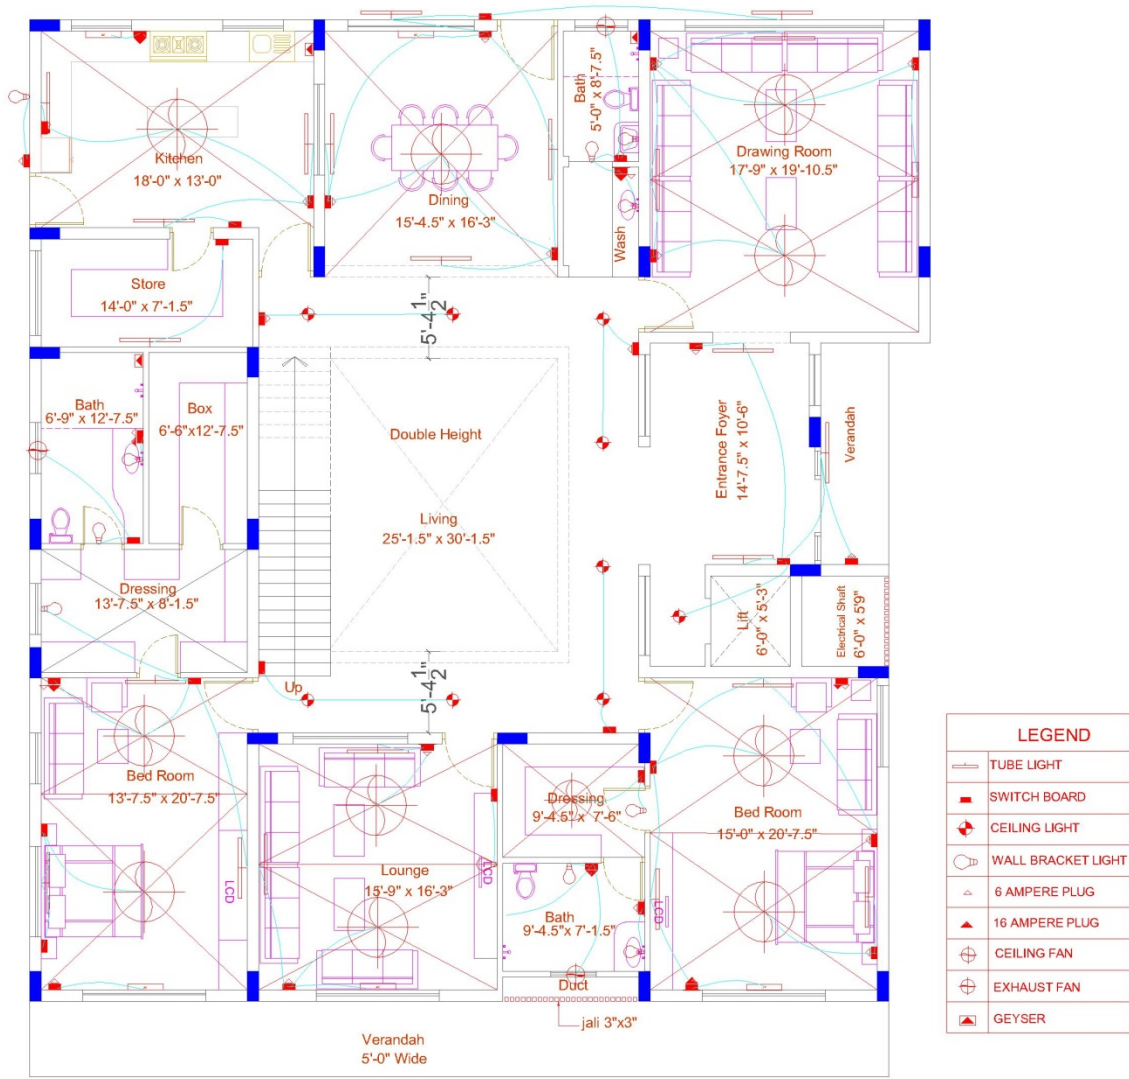 Kitchen
18'-0" x 13'-0"
Dining
15'-4.5" x 16'-3"
Bath
5'-0" x 8'-7.5"
Wash
Drawing Room
17'-9" x 19'-10.5"
Store
14'-0" x 7'-1.5"
5'-4 1/2"
Bath
6'-9" x 12'-7.5"
Box
6'-6"x12'-7.5"
Double Height
Living
25'-1.5" x 30'-1.5"
Entrance Foyer
14'-7.5" x 10'-6"
Verandah
Dressing
13'-7.5" x 8'-1.5"
Lift
6'-0" x 5'-3"
Electrical Shaft
6'-0" x 5'9"
Up
5'-4 1/2"
Bed Room
13'-7.5" x 20'-7.5"
LCD
Lounge
15'-9" x 16'-3"
LCD
Dressing
9'-4.5" x 7'-6"
Bath
9'-4.5"x 7'-1.5"
Bed Room
15'-0" x 20'-7.5"
LCD
Duct
jali 3"x3"
Verandah
5'-0" Wide
LEGEND
TUBE LIGHT
SWITCH BOARD
CEILING LIGHT
WALL BRACKET LIGHT
6 AMPERE PLUG
16 AMPERE PLUG
CEILING FAN
EXHAUST FAN
GEYSER